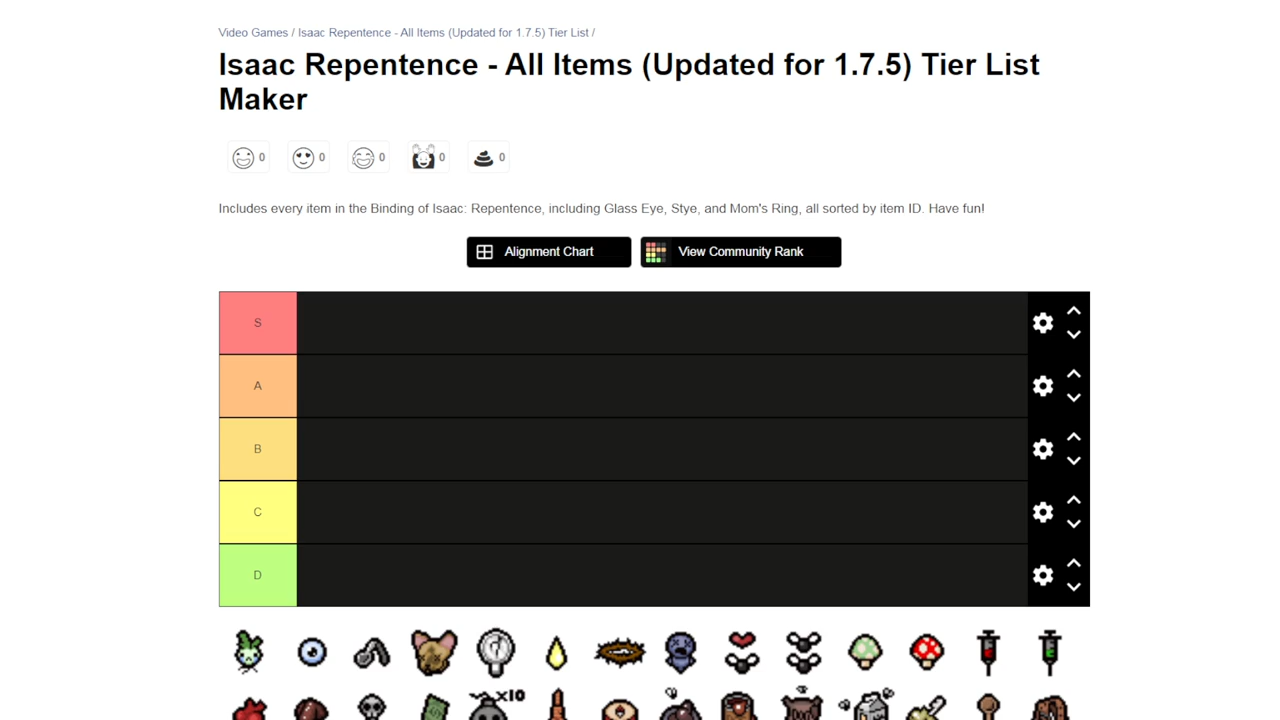 Video Games / Isaac Repentence - All Items (Updated for 1.7.5) Tier List /
Isaac Repentence - All Items (Updated for 1.7.5) Tier List
Maker
0 0 0 0 0
Includes every item in the Binding of Isaac: Repentence, including Glass Eye, Stye, and Mom's Ring, all sorted by item ID. Have fun!
Alignment Chart View Community Rank
S
A
B
C
D
x10